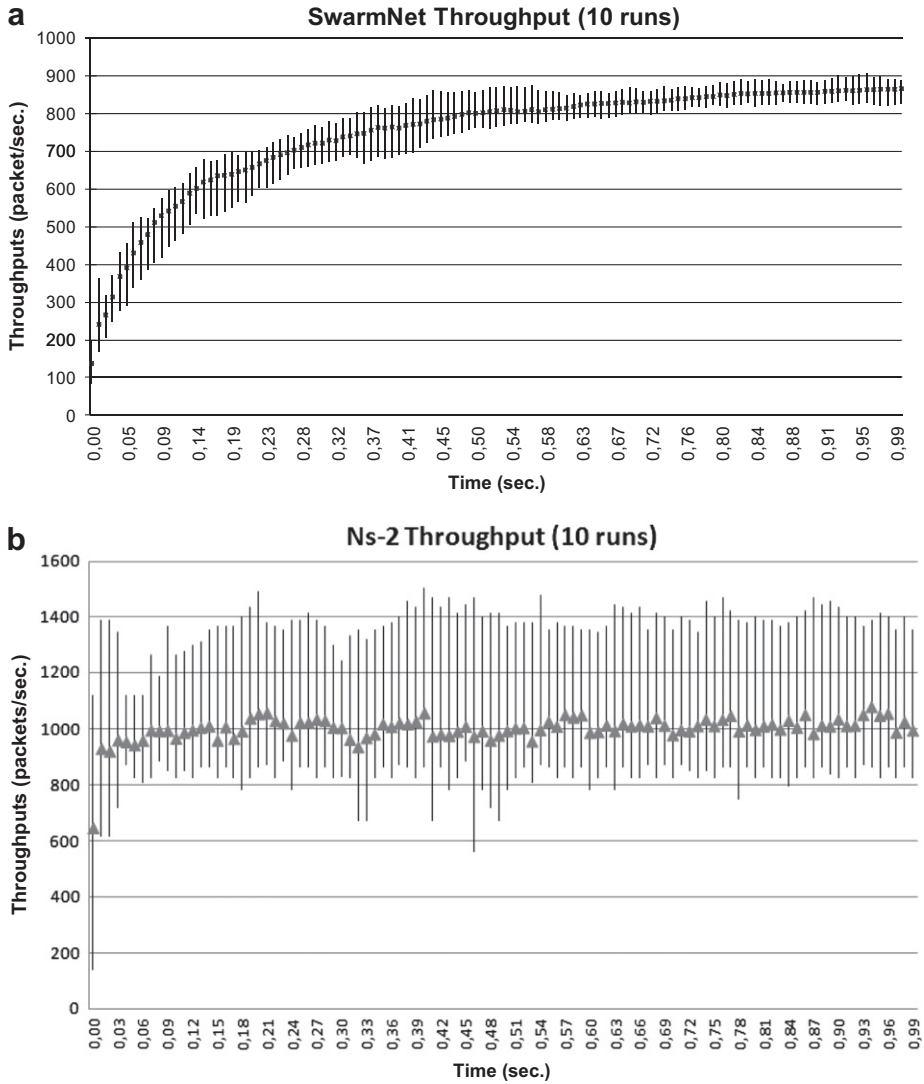 a
SwarmNet Throughput (10 runs)
Throughputs (packet/sec.)
1000
900
800
700
600
500
400
300
200
100
0
0,00 0,05 0,09 0,14 0,19 0,23 0,28 0,32 0,37 0,41 0,45 0,50 0,54 0,58 0,63 0,67 0,72 0,76 0,80 0,84 0,88 0,91 0,95 0,99
Time (sec.)
b
Ns-2 Throughput (10 runs)
Throughputs (packets/sec.)
1600
1400
1200
1000
800
600
400
200
0
0,00 0,03 0,06 0,09 0,12 0,15 0,18 0,21 0,24 0,27 0,30 0,33 0,36 0,39 0,42 0,45 0,48 0,51 0,54 0,57 0,60 0,63 0,66 0,69 0,72 0,75 0,78 0,81 0,84 0,87 0,90 0,93 0,96 0,99
Time (sec.)